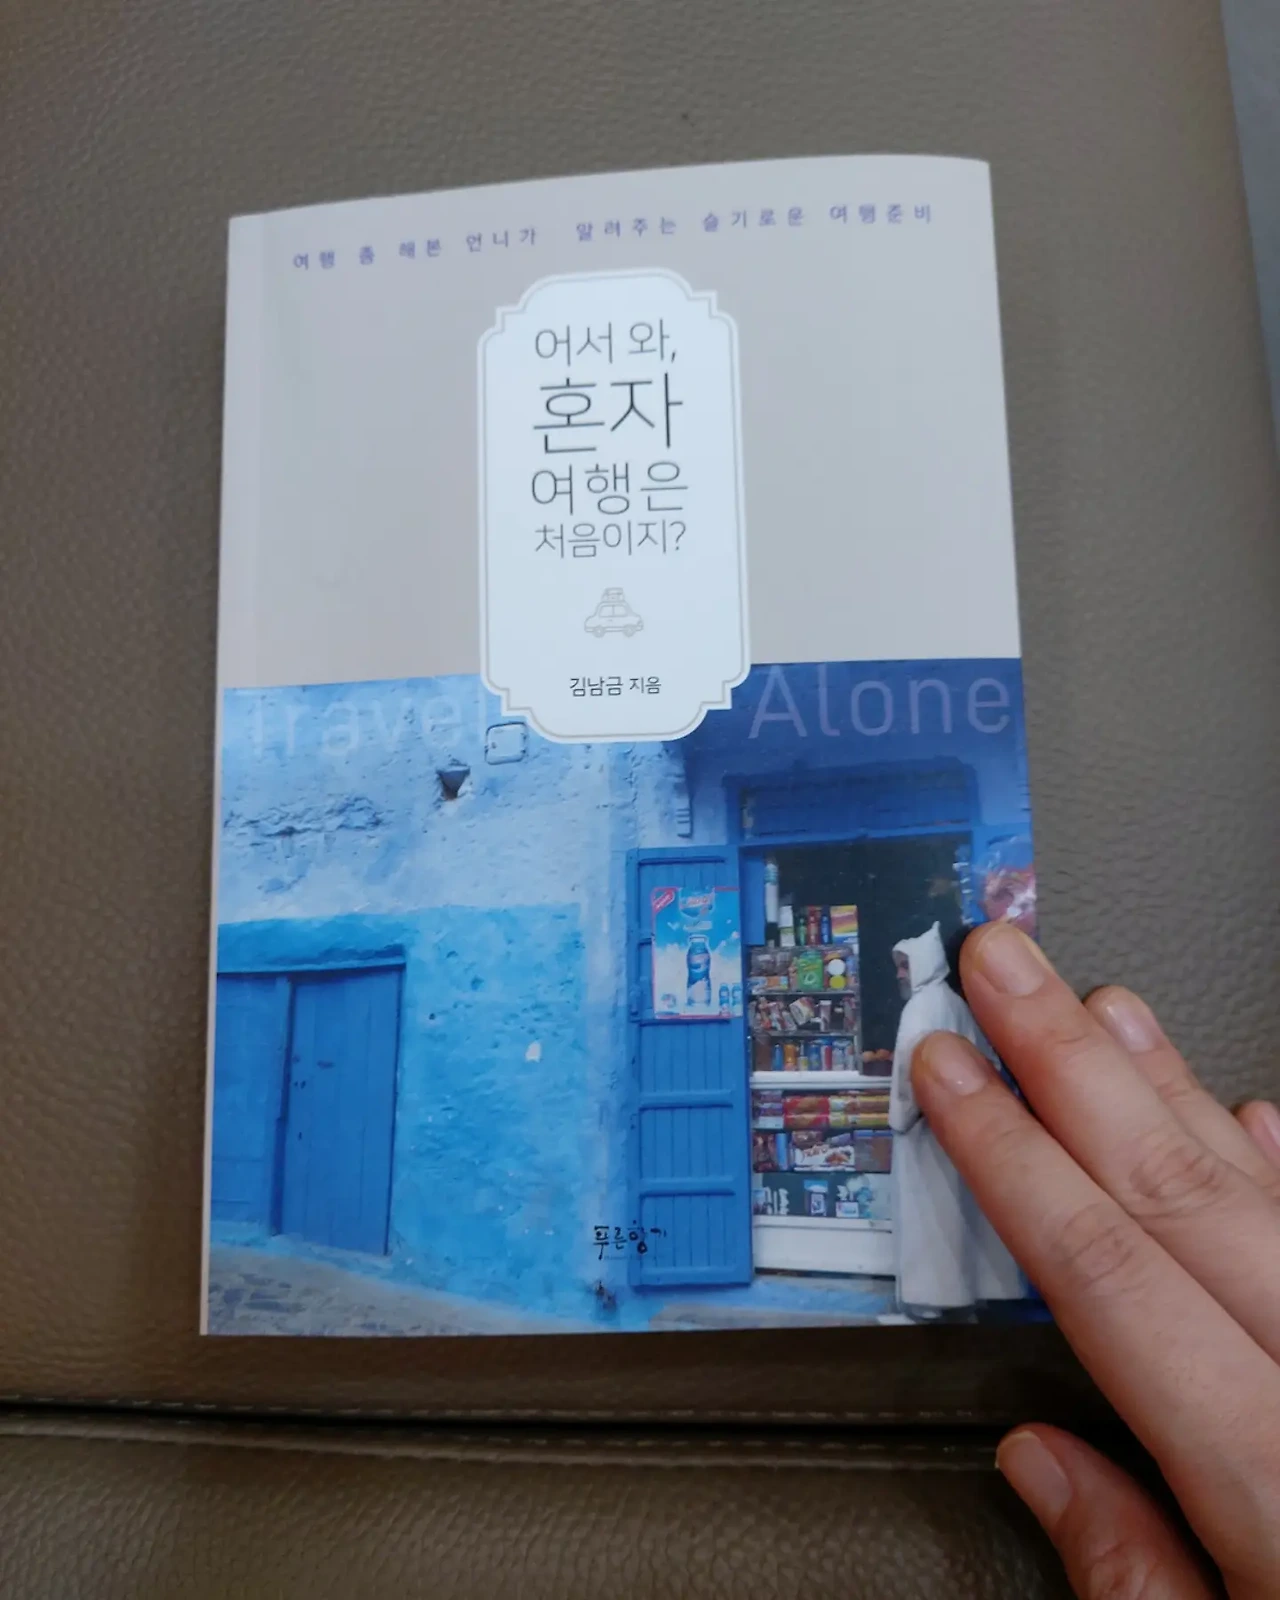 여행 좀 해본 언니가 알려주는 슬기로운 여행준비
어서 와,
혼자
여행은
처음이지?
김남금 지음
Travel Alone
푸른향기